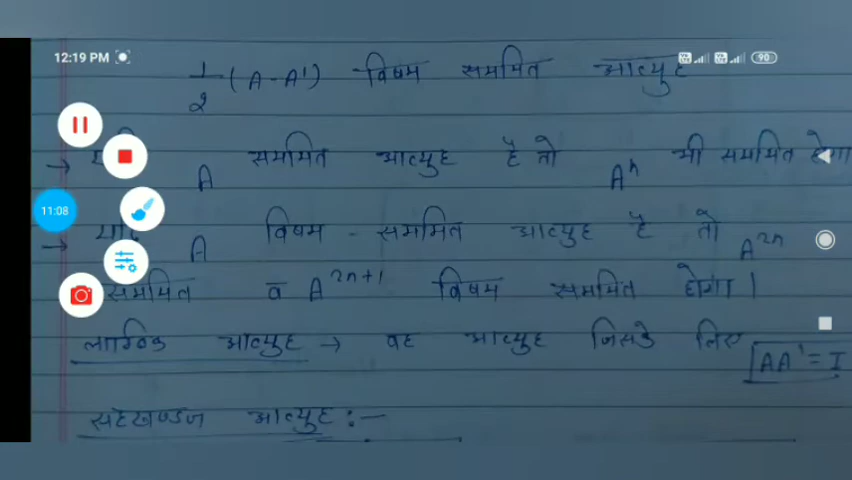 12:19 PM 90
1/2 (A - A') विषम सममित आव्युह
→ A सममित आव्युह है तो Aⁿ भी सममित होगा
11:08
→ यदि A विषम - सममित आव्युह है तो A²ⁿ
सममित व A²ⁿ⁺¹ विषम सममित होगा।
लाम्बिक आव्युह → वह आव्युह जिसके लिए AA' = I
सहखण्डज आव्युह :-